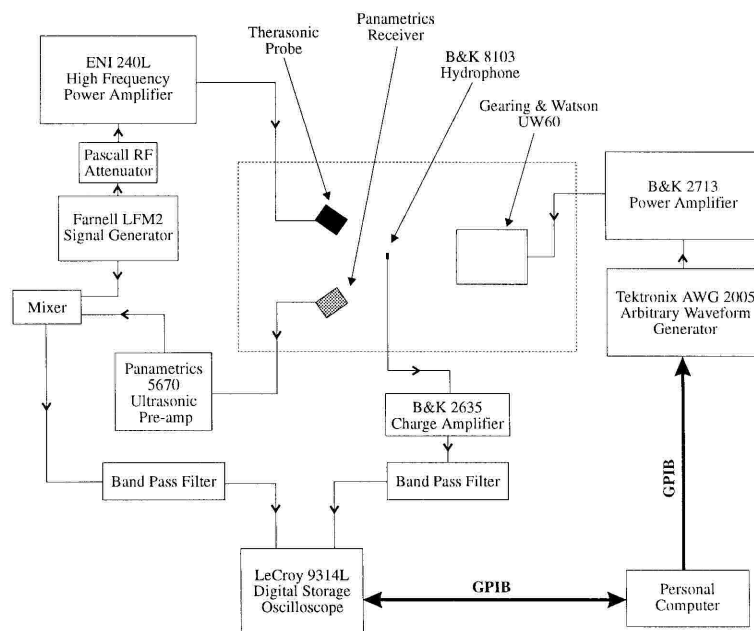 Therasonic
Probe
Panametrics
Receiver
B&K 8103
Hydrophone
Gearing & Watson
UW60
ENI 240L
High Frequency
Power Amplifier
Pascall RF
Attenuator
Farnell LFM2
Signal Generator
Mixer
Panametrics
5670
Ultrasonic
Pre-amp
B&K 2713
Power Amplifier
Tektronix AWG 2005
Arbitrary Waveform
Generator
B&K 2635
Charge Amplifier
Band Pass Filter
Band Pass Filter
GPIB
LeCroy 9314L
Digital Storage
Oscilloscope
GPIB
Personal
Computer